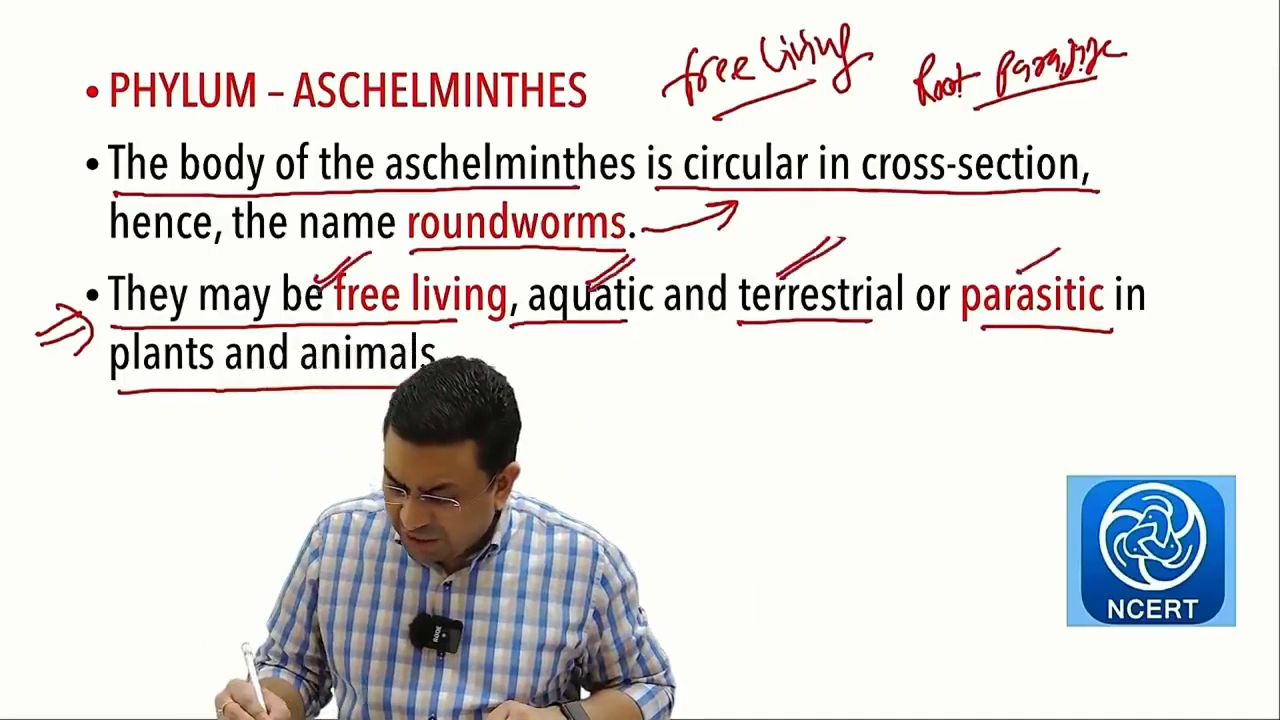 free living
Root Parasite
• PHYLUM – ASCHELMINTHES
• The body of the aschelminthes is circular in cross-section,
hence, the name roundworms.
• They may be free living, aquatic and terrestrial or parasitic in
plants and animals.
RODE
NCERT